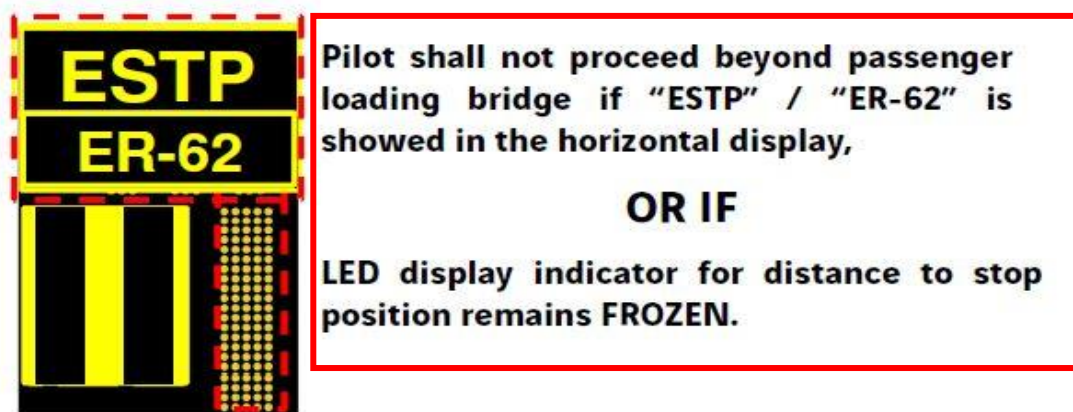 ESTP
ER-62
Pilot shall not proceed beyond passenger
loading bridge if “ESTP” / “ER-62” is
showed in the horizontal display,
OR IF
LED display indicator for distance to stop
position remains FROZEN.